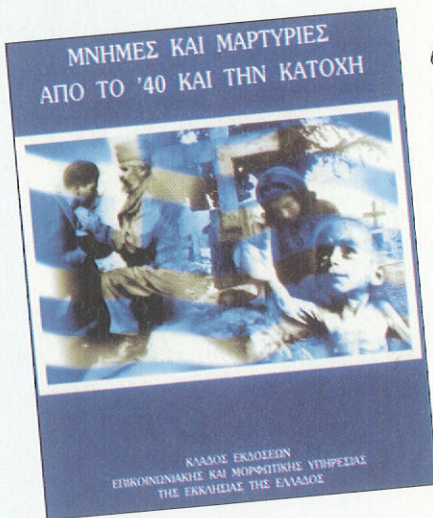 ΜΝΗΜΕΣ ΚΑΙ ΜΑΡΤΥΡΙΕΣ
ΑΠΟ ΤΟ '40 ΚΑΙ ΤΗΝ ΚΑΤΟΧΗ
ΚΛΑΔΟΣ ΕΚΔΟΣΕΩΝ
ΕΠΙΚΟΙΝΩΝΙΑΚΗΣ ΚΑΙ ΜΟΡΦΩΤΙΚΗΣ ΥΠΗΡΕΣΙΑΣ
ΤΗΣ ΕΚΚΛΗΣΙΑΣ ΤΗΣ ΕΛΛΑΔΟΣ